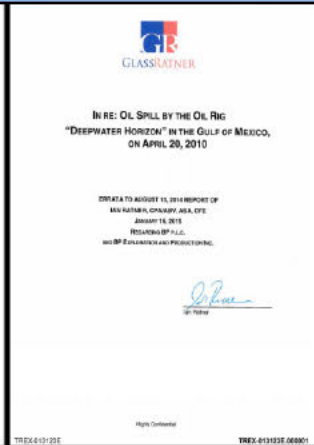 GR
GLASSRATNER
IN RE: OIL SPILL BY THE OIL RIG
"DEEPWATER HORIZON" IN THE GULF OF MEXICO,
ON APRIL 20, 2010
ERRATA TO AUGUST 15, 2014 REPORT OF
IAN RATNER, CPA/ABV, ASA, CFE
JANUARY 16, 2015
REGARDING BP P.L.C.
AND BP EXPLORATION AND PRODUCTION INC.
Ian Ratner
Highly Confidential
TREX-013123E
TREX-013123E.000001